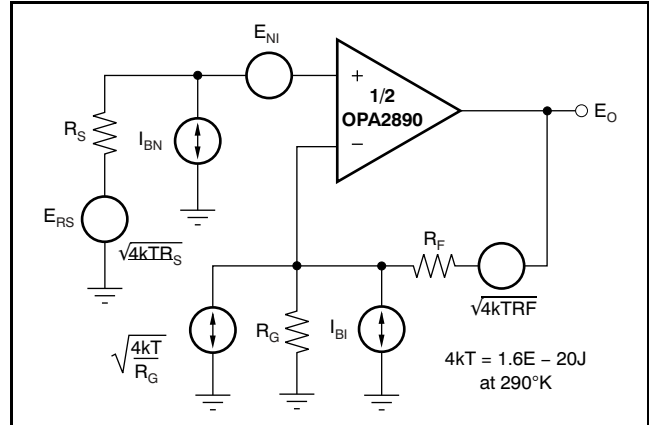 E_NI
+
1/2
OPA2890
−
E_O
R_S
I_BN
E_RS
√4kTR_S
R_F
√4kTRF
√4kT/R_G
R_G
I_BI
4kT = 1.6E − 20J
at 290°K